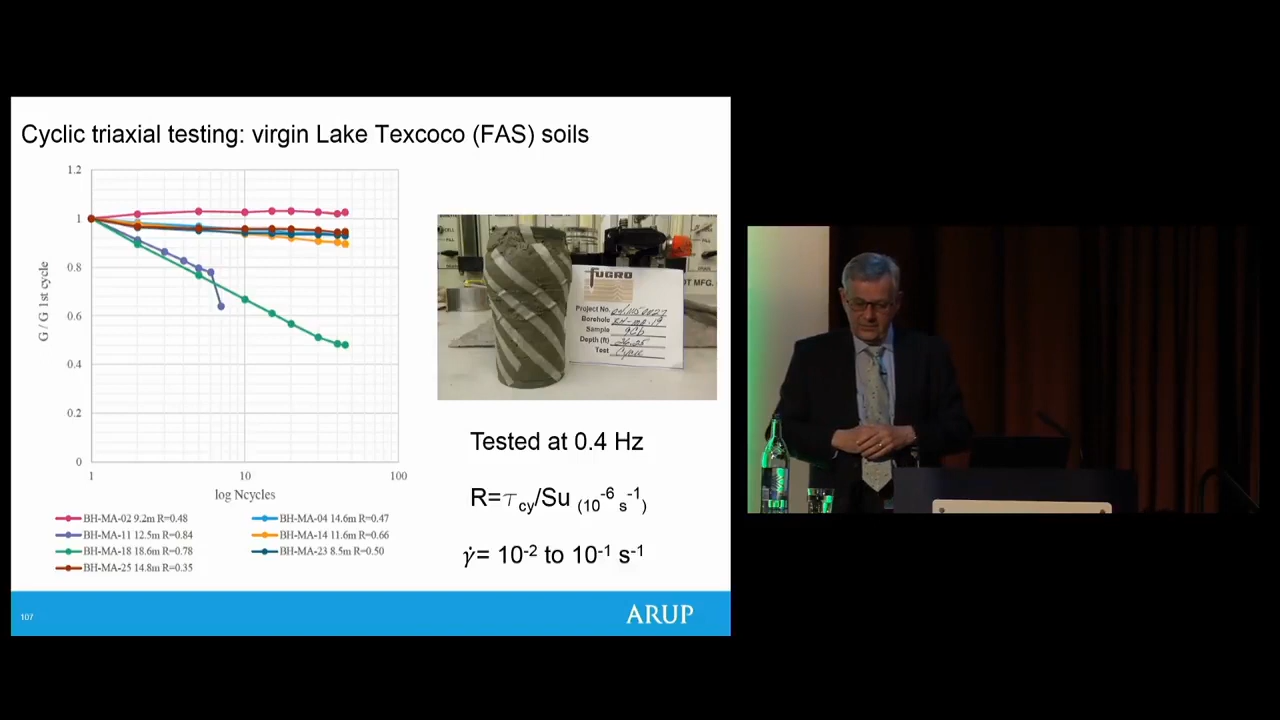 Cyclic triaxial testing: virgin Lake Texcoco (FAS) soils
1.2
1
0.8
0.6
0.4
0.2
0
G / G 1st cycle
1
10
100
log Ncycles
BH-MA-02 9.2m R=0.48
BH-MA-04 14.6m R=0.47
BH-MA-11 12.5m R=0.84
BH-MA-14 11.6m R=0.66
BH-MA-18 18.6m R=0.78
BH-MA-23 8.5m R=0.50
BH-MA-25 14.8m R=0.35
FUGRO
Project No.
Borehole
Sample
Depth (ft)
Test
Tested at 0.4 Hz
R=τcy/Su (10-6 s-1)
γ̇= 10-2 to 10-1 s-1
107
ARUP